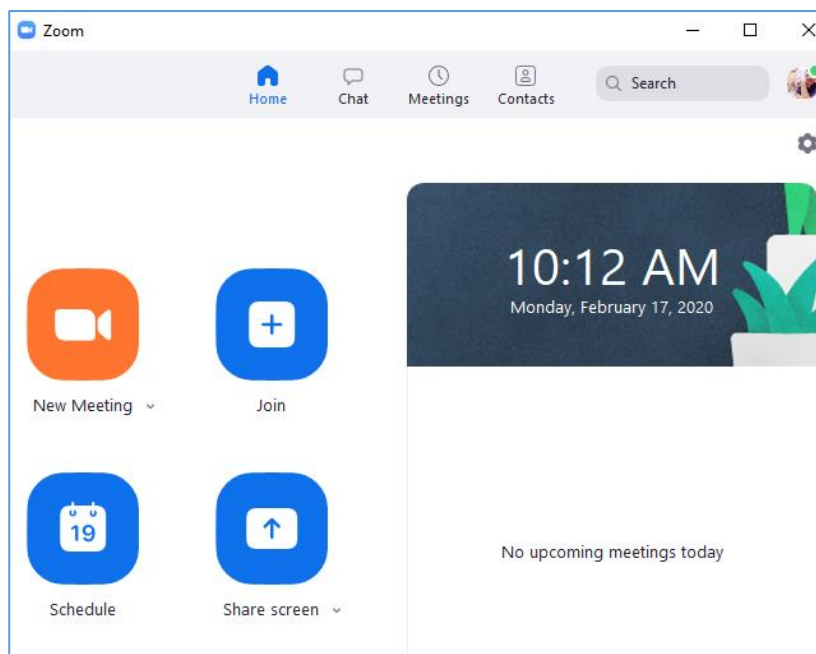 Zoom
Home
Chat
Meetings
Contacts
Search
10:12 AM
Monday, February 17, 2020
New Meeting
Join
19
Schedule
Share screen
No upcoming meetings today